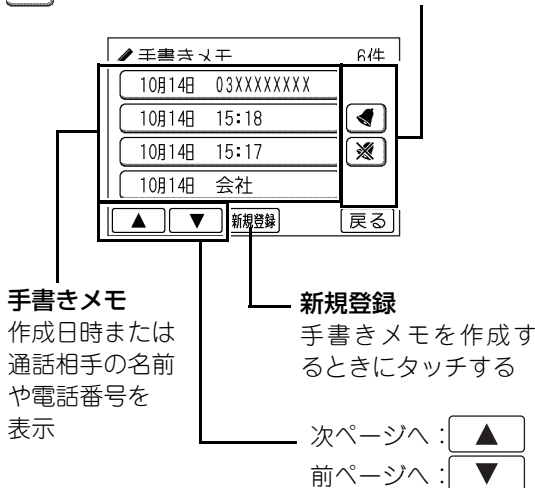 手書きメモ 6件
10月14日 03XXXXXXXX
10月14日 15:18
10月14日 15:17
10月14日 会社
▲ ▼ 新規登録 戻る
手書きメモ
作成日時または
通話相手の名前
や電話番号を
表示
新規登録
手書きメモを作成す
るときにタッチする
次ページへ：▲
前ページへ：▼